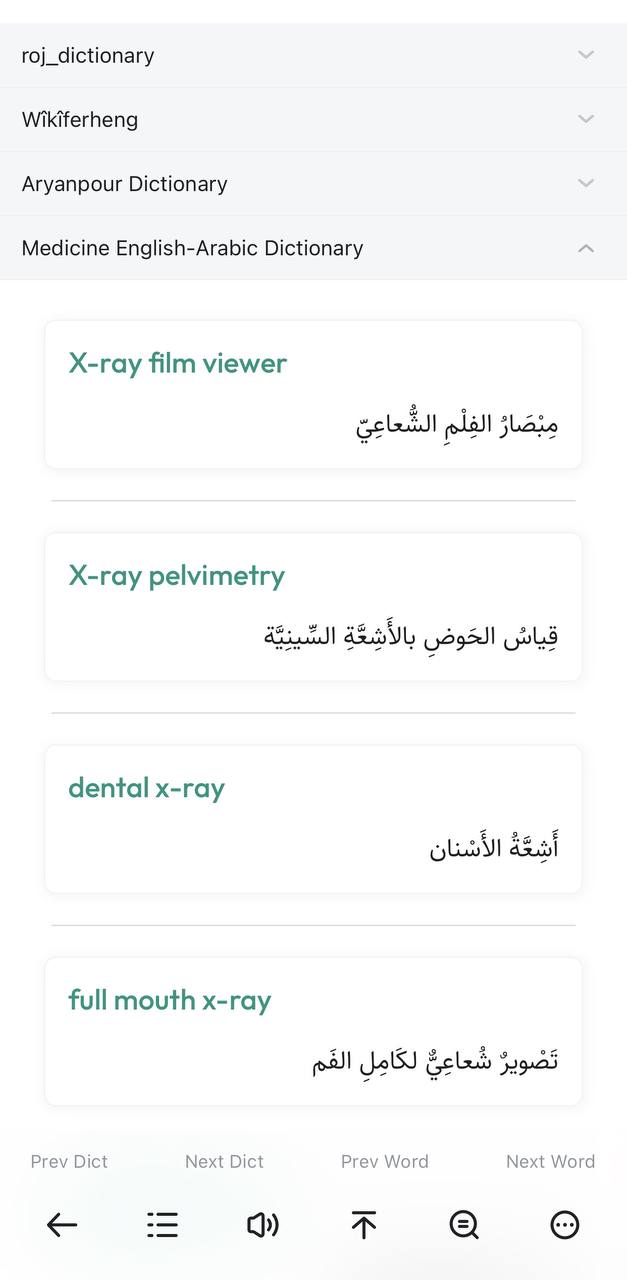 roj_dictionary
Wîkîferheng
Aryanpour Dictionary
Medicine English-Arabic Dictionary
X-ray film viewer
مِبْصَارُ الفِلْمِ الشُّعاعِيّ
X-ray pelvimetry
قِياسُ الحَوضِ بالأَشِعَّةِ السِّينِيَّة
dental x-ray
أَشِعَّةُ الأَسْنان
full mouth x-ray
تَصْويرٌ شُعاعِيٌّ لكَامِلِ الفَم
Prev Dict
Next Dict
Prev Word
Next Word